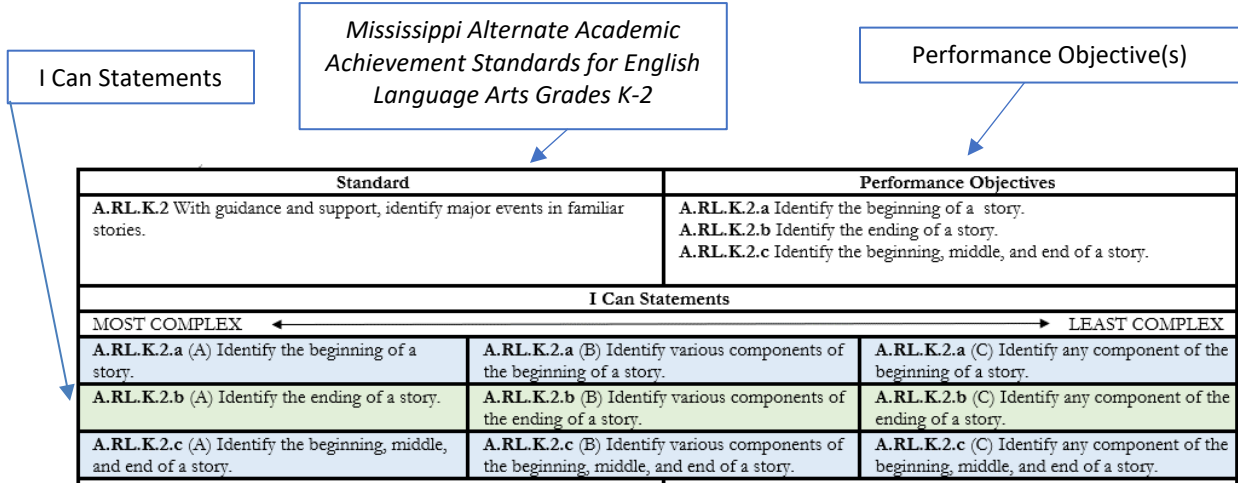 I Can Statements
Mississippi Alternate Academic
Achievement Standards for English
Language Arts Grades K-2
Performance Objective(s)
Standard
Performance Objectives
A.RL.K.2 With guidance and support, identify major events in familiar
stories.
A.RL.K.2.a Identify the beginning of a story.
A.RL.K.2.b Identify the ending of a story.
A.RL.K.2.c Identify the beginning, middle, and end of a story.
I Can Statements
MOST COMPLEX
LEAST COMPLEX
A.RL.K.2.a (A) Identify the beginning of a
story.
A.RL.K.2.a (B) Identify various components of
the beginning of a story.
A.RL.K.2.a (C) Identify any component of the
beginning of a story.
A.RL.K.2.b (A) Identify the ending of a story.
A.RL.K.2.b (B) Identify various components of
the ending of a story.
A.RL.K.2.b (C) Identify any component of the
ending of a story.
A.RL.K.2.c (A) Identify the beginning, middle,
and end of a story.
A.RL.K.2.c (B) Identify various components of
the beginning, middle, and end of a story.
A.RL.K.2.c (C) Identify any component of the
beginning, middle, and end of a story.